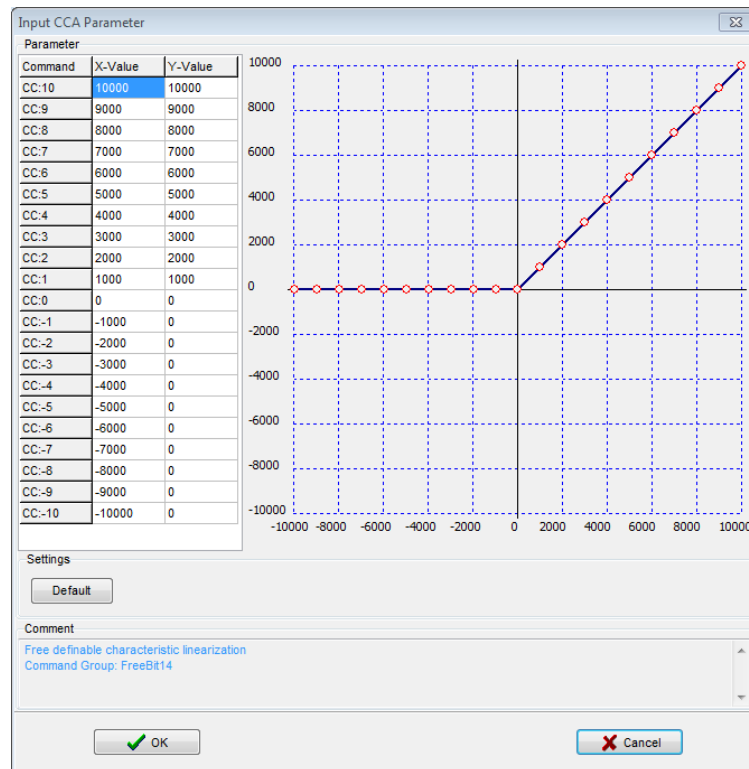 Input CCA Parameter
Parameter
Command X-Value Y-Value
CC:10 10000 10000
CC:9 9000 9000
CC:8 8000 8000
CC:7 7000 7000
CC:6 6000 6000
CC:5 5000 5000
CC:4 4000 4000
CC:3 3000 3000
CC:2 2000 2000
CC:1 1000 1000
CC:0 0 0
CC:-1 -1000 0
CC:-2 -2000 0
CC:-3 -3000 0
CC:-4 -4000 0
CC:-5 -5000 0
CC:-6 -6000 0
CC:-7 -7000 0
CC:-8 -8000 0
CC:-9 -9000 0
CC:-10 -10000 0
10000
8000
6000
4000
2000
0
-2000
-4000
-6000
-8000
-10000
-10000 -8000 -6000 -4000 -2000 0 2000 4000 6000 8000 10000
Settings
Default
Comment
Free definable characteristic linearization
Command Group: FreeBit14
OK
Cancel